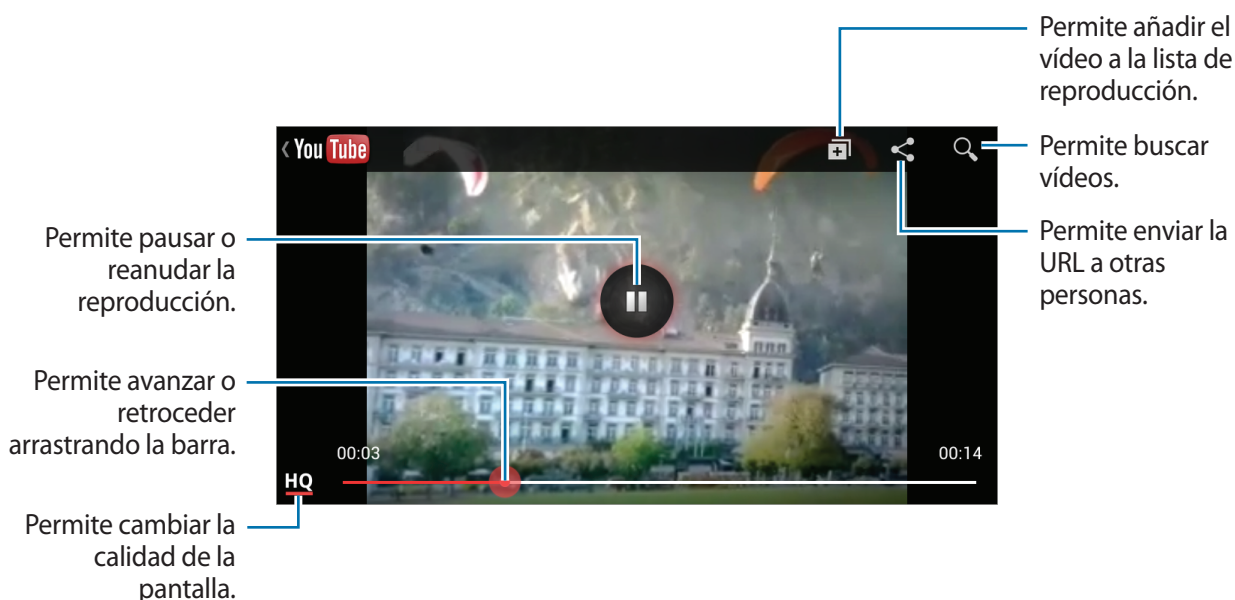 Permite añadir el
vídeo a la lista de
reproducción.
You Tube
Permite buscar
vídeos.
Permite enviar la
URL a otras
personas.
Permite pausar o
reanudar la
reproducción.
Permite avanzar o
retroceder
arrastrando la barra.
00:03
00:14
HQ
Permite cambiar la
calidad de la
pantalla.